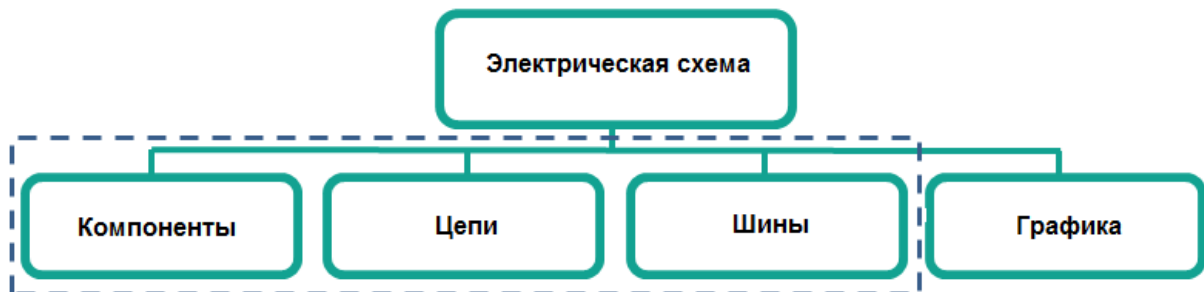 Электрическая схема
Компоненты
Цепи
Шины
Графика